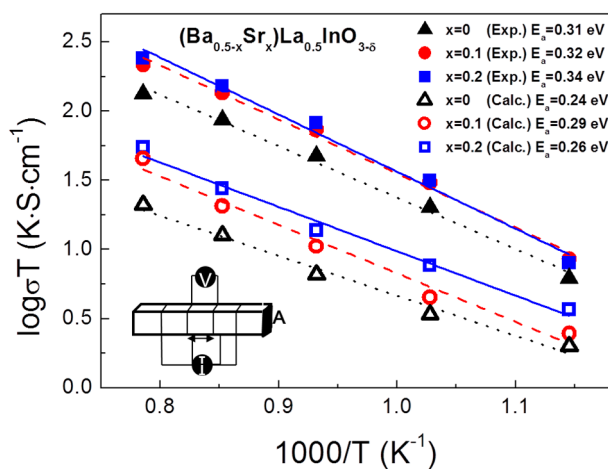 (Ba0.5-xSrx)La0.5InO3-δ
x=0 (Exp.) Ea=0.31 eV
x=0.1 (Exp.) Ea=0.32 eV
x=0.2 (Exp.) Ea=0.34 eV
x=0 (Calc.) Ea=0.24 eV
x=0.1 (Calc.) Ea=0.29 eV
x=0.2 (Calc.) Ea=0.26 eV
logσT (K·S·cm-1)
2.5
2.0
1.5
1.0
0.5
0.0
V
A
I
0.8 0.9 1.0 1.1
1000/T (K-1)